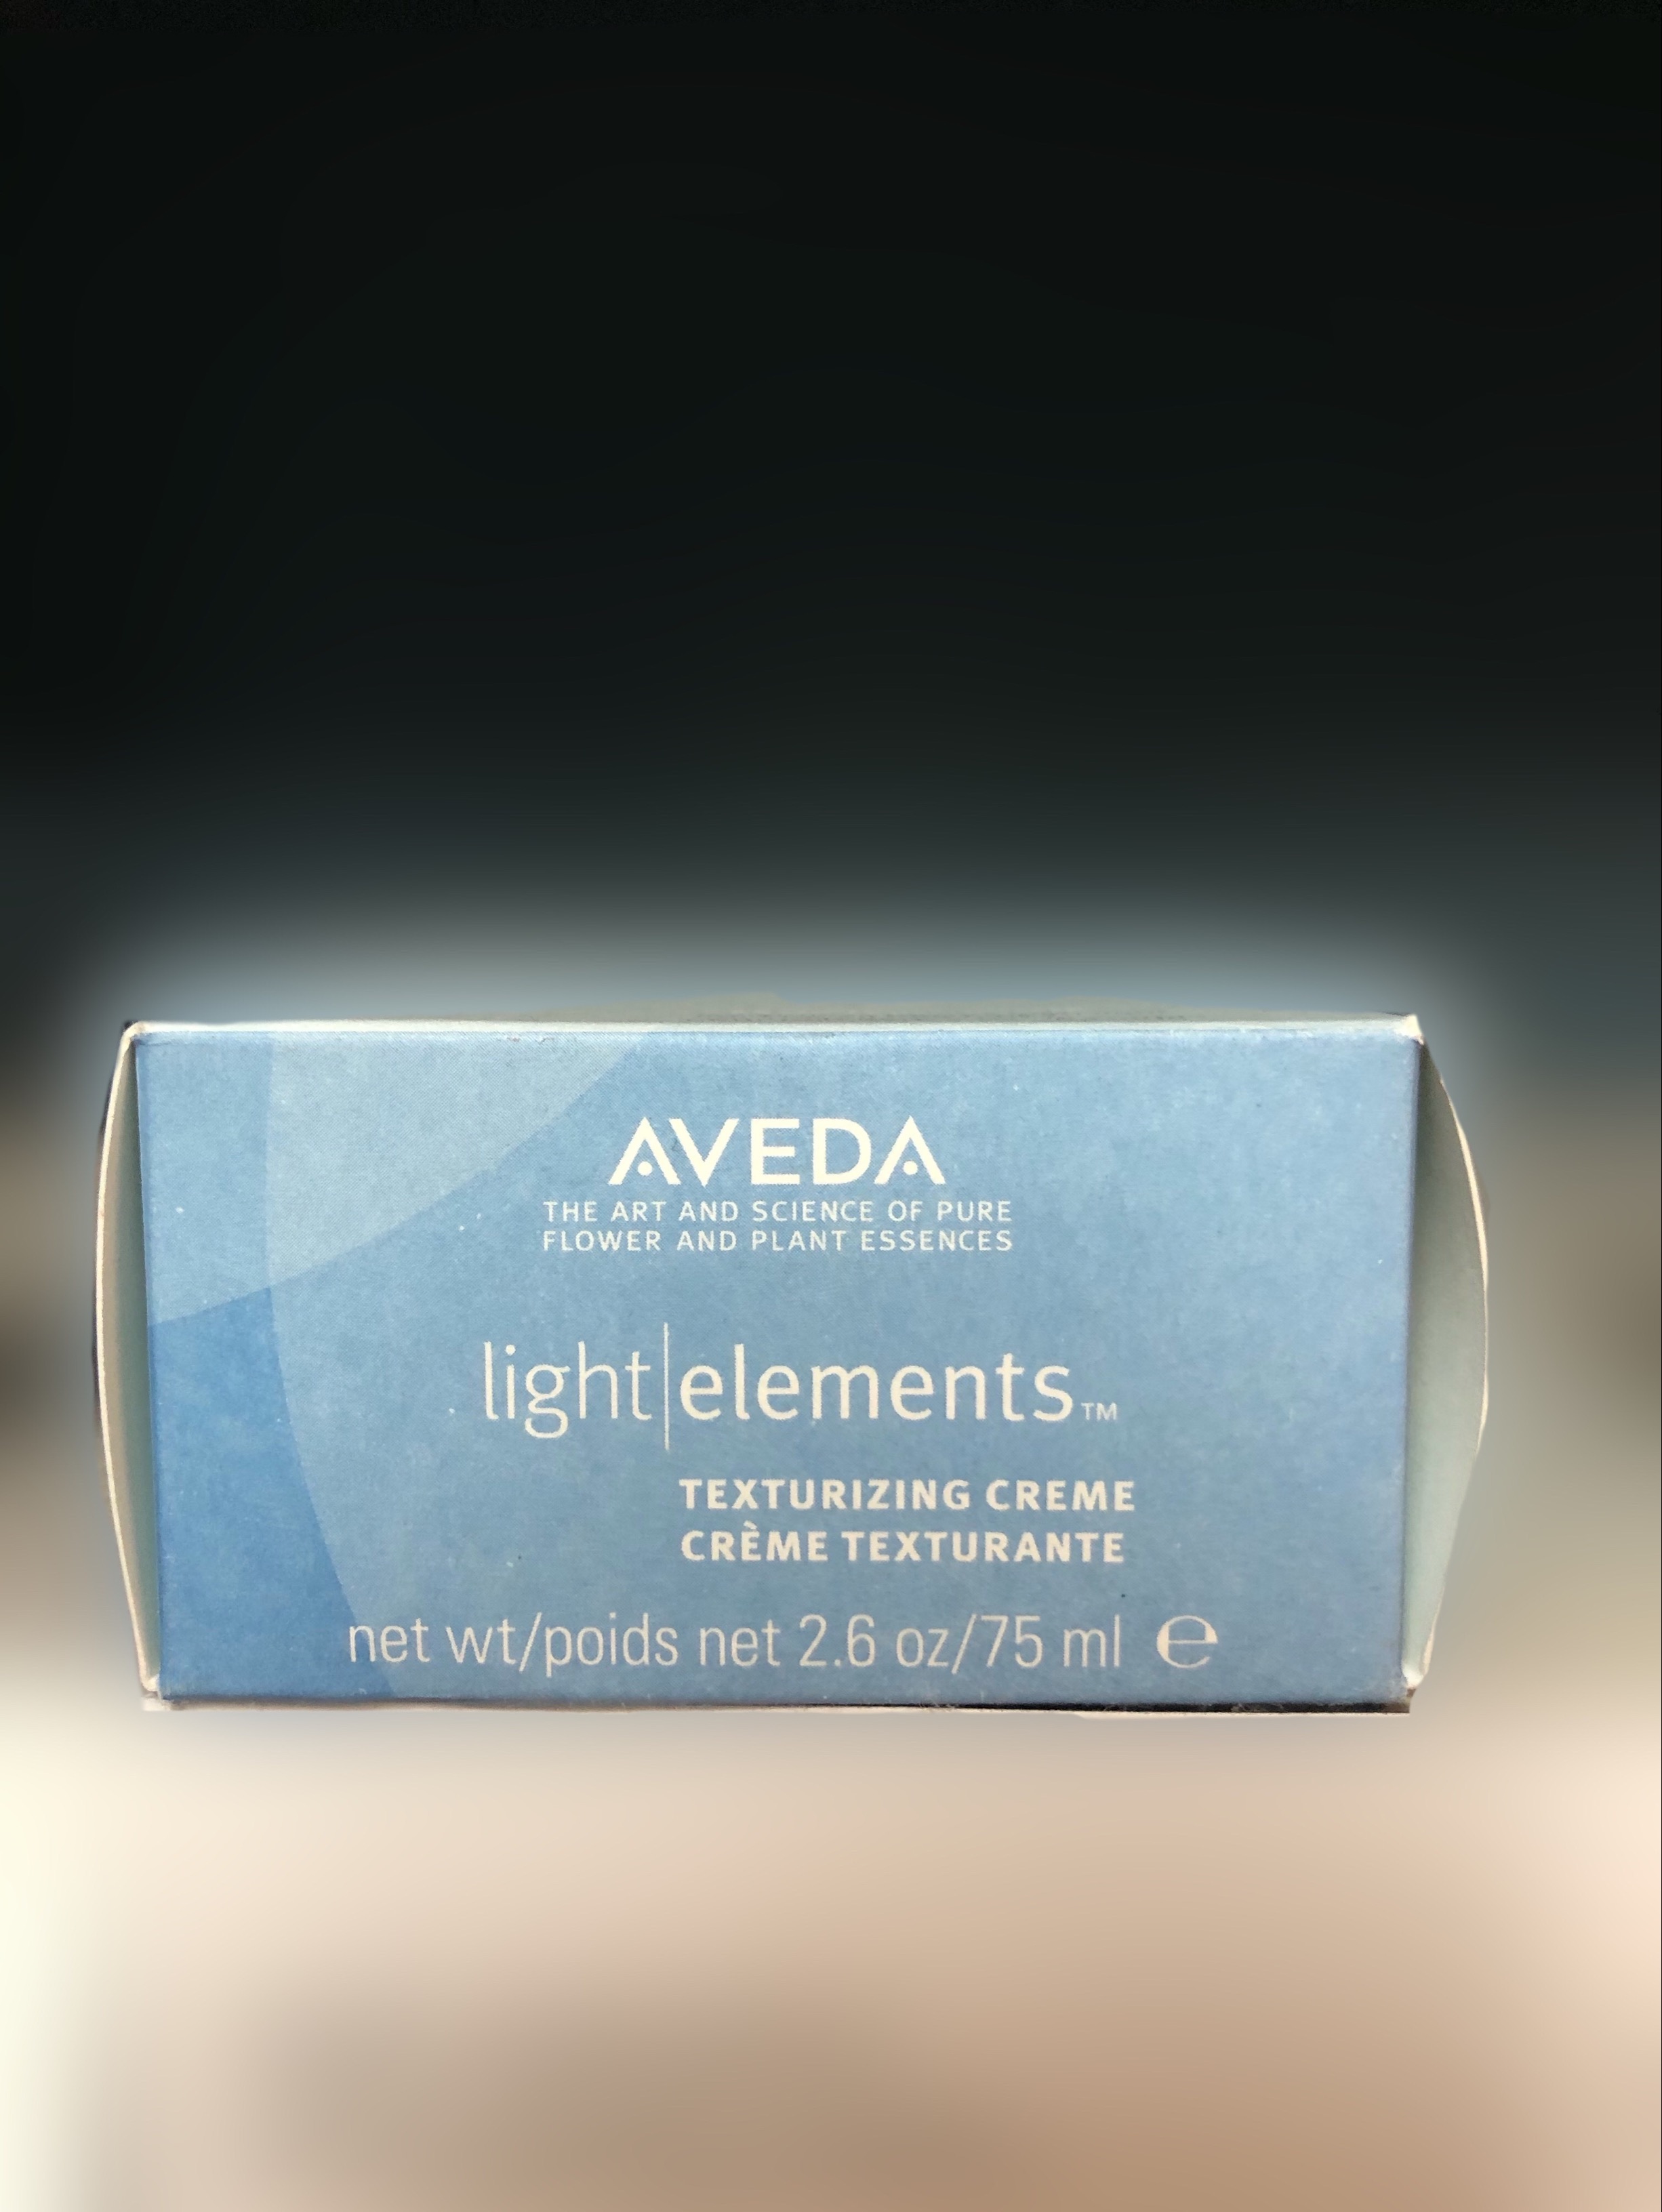 AVEDA
THE ART AND SCIENCE OF PURE
FLOWER AND PLANT ESSENCES
light|elements™
TEXTURIZING CREME
CRÈME TEXTURANTE
net wt/poids net 2.6 oz/75 ml ℮